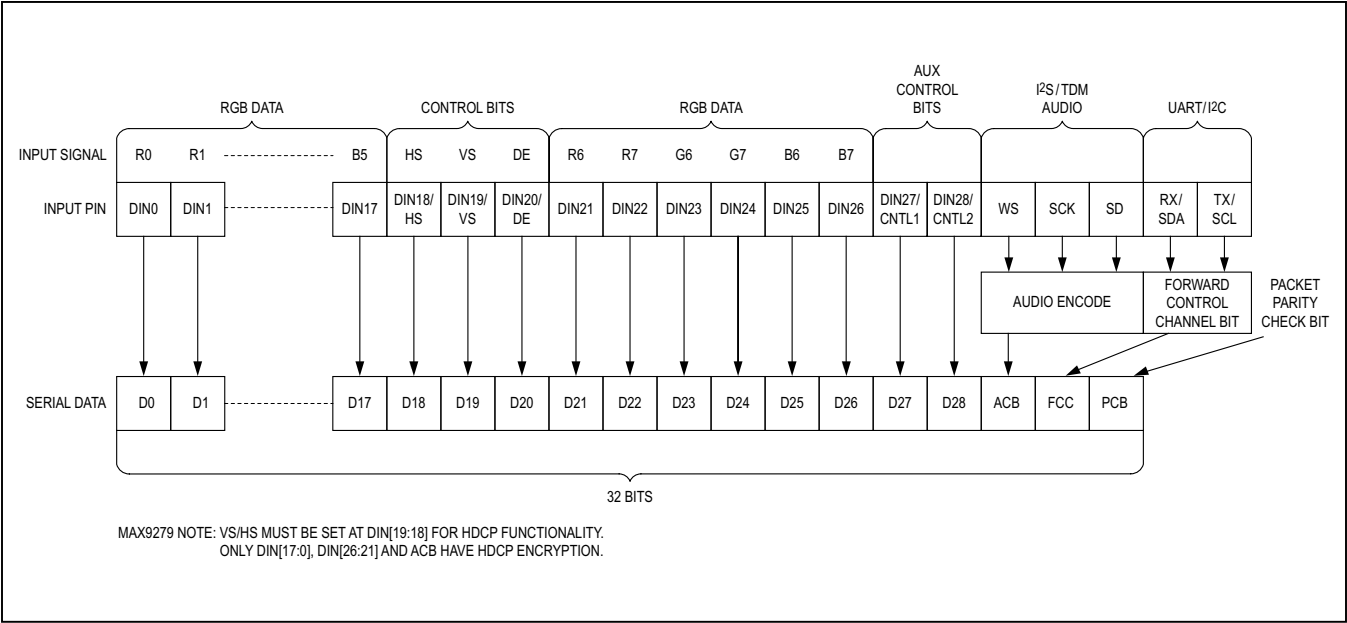 RGB DATA
CONTROL BITS
RGB DATA
AUX
CONTROL
BITS
I²S/TDM
AUDIO
UART/I²C
INPUT SIGNAL R0 R1 B5 HS VS DE R6 R7 G6 G7 B6 B7
INPUT PIN DIN0 DIN1 DIN17 DIN18/ HS DIN19/ VS DIN20/ DE DIN21 DIN22 DIN23 DIN24 DIN25 DIN26 DIN27/ CNTL1 DIN28/ CNTL2 WS SCK SD RX/ SDA TX/ SCL
AUDIO ENCODE
FORWARD
CONTROL
CHANNEL BIT
PACKET
PARITY
CHECK BIT
SERIAL DATA D0 D1 D17 D18 D19 D20 D21 D22 D23 D24 D25 D26 D27 D28 ACB FCC PCB
32 BITS
MAX9279 NOTE: VS/HS MUST BE SET AT DIN[19:18] FOR HDCP FUNCTIONALITY.
ONLY DIN[17:0], DIN[26:21] AND ACB HAVE HDCP ENCRYPTION.